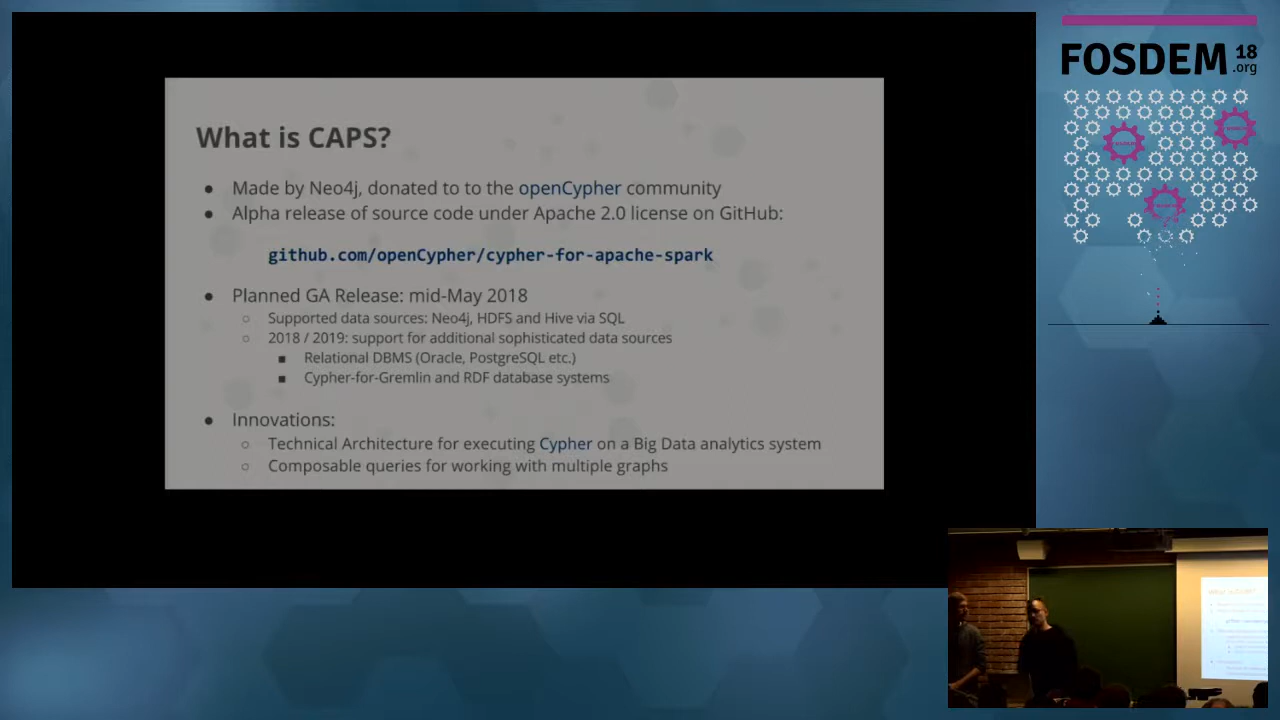 What is CAPS?
● Made by Neo4j, donated to to the openCypher community
● Alpha release of source code under Apache 2.0 license on GitHub:
github.com/openCypher/cypher-for-apache-spark
● Planned GA Release: mid-May 2018
○ Supported data sources: Neo4j, HDFS and Hive via SQL
○ 2018 / 2019: support for additional sophisticated data sources
■ Relational DBMS (Oracle, PostgreSQL etc.)
■ Cypher-for-Gremlin and RDF database systems
● Innovations:
○ Technical Architecture for executing Cypher on a Big Data analytics system
○ Composable queries for working with multiple graphs
FOSDEM 18
.org